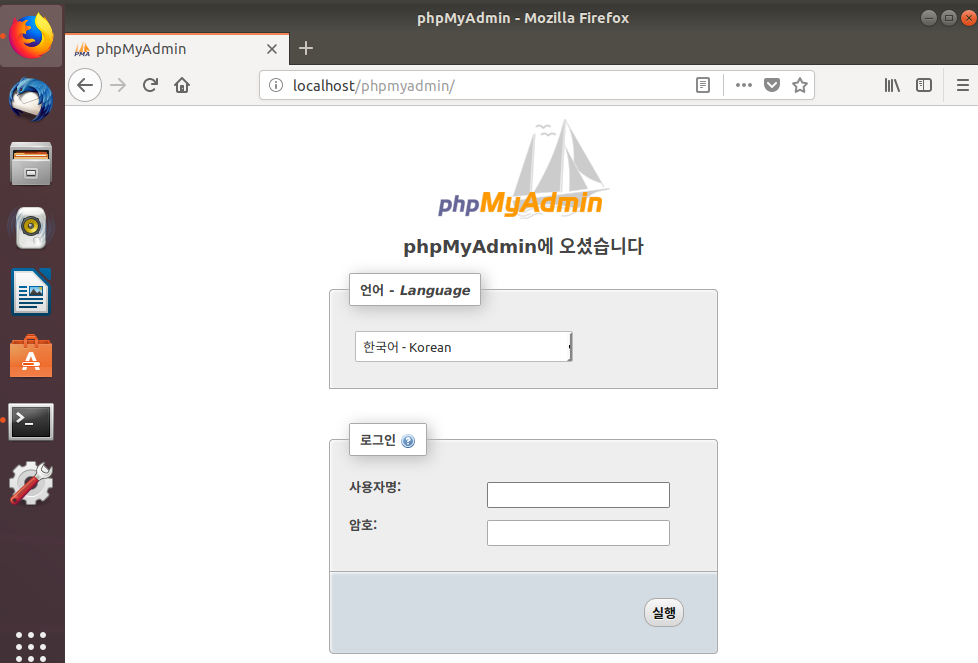 phpMyAdmin - Mozilla Firefox
PMA phpMyAdmin
localhost/phpmyadmin/
phpMyAdmin
phpMyAdmin에 오셨습니다
언어 - Language
한국어 - Korean
로그인
사용자명:
암호:
실행